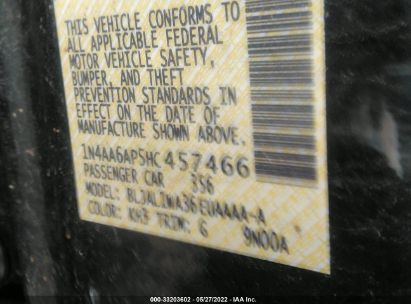 THIS VEHICLE CONFORMS TO
ALL APPLICABLE FEDERAL
MOTOR VEHICLE SAFETY,
BUMPER, AND THEFT
PREVENTION STANDARDS IN
EFFECT ON THE DATE OF
MANUFACTURE SHOWN ABOVE.
1N4AA6AP5HC457466
PASSENGER CAR 356
MODEL: BLJALTWA36EUAAAA-A
COLOR: KH3 TRIM: G 9N00A
000-33203602 - 05/27/2022 - IAA Inc.